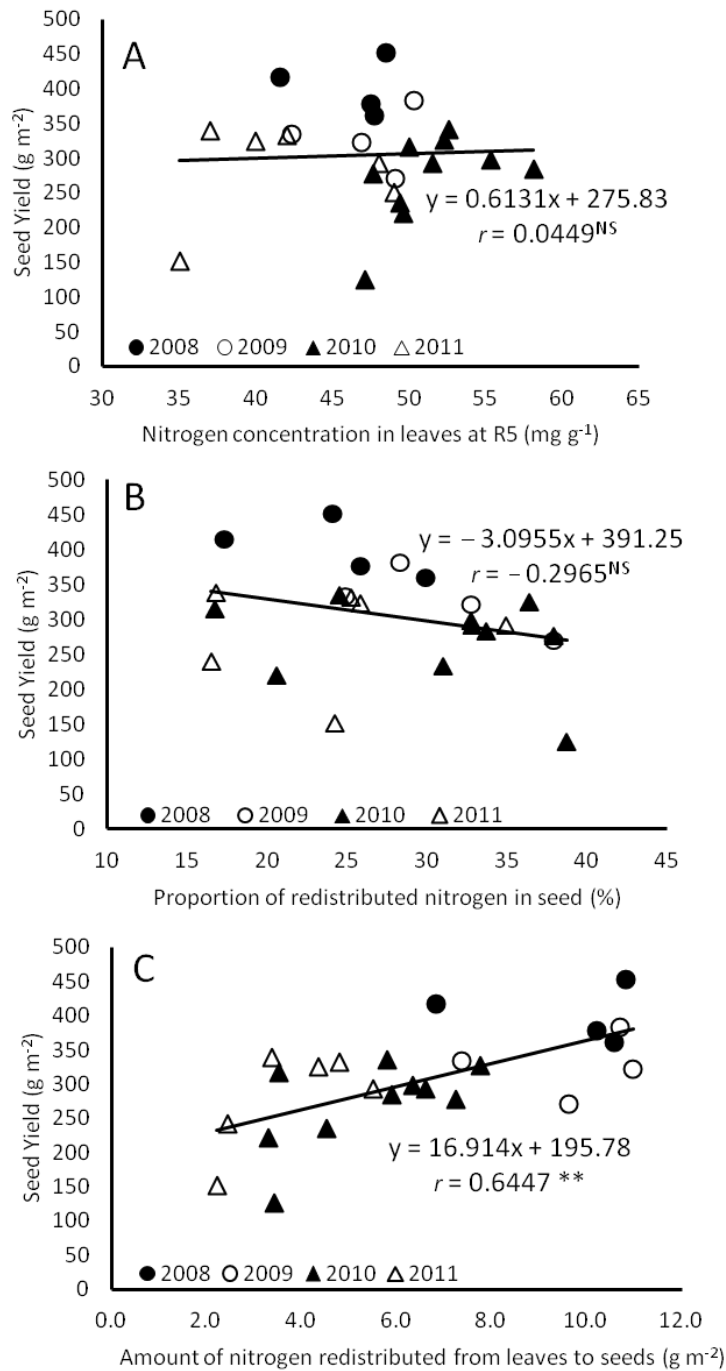 A
Seed Yield (g m⁻²)
500
450
400
350
300
250
200
150
100
50
0
y = 0.6131x + 275.83
r = 0.0449ᴺˢ
2008 2009 2010 2011
30 35 40 45 50 55 60 65
Nitrogen concentration in leaves at R5 (mg g⁻¹)
B
Seed Yield (g m⁻²)
500
450
400
350
300
250
200
150
100
50
0
y = − 3.0955x + 391.25
r = − 0.2965ᴺˢ
2008 2009 2010 2011
10 15 20 25 30 35 40 45
Proportion of redistributed nitrogen in seed (%)
C
Seed Yield (g m⁻²)
500
450
400
350
300
250
200
150
100
50
0
y = 16.914x + 195.78
r = 0.6447 **
2008 2009 2010 2011
0.0 2.0 4.0 6.0 8.0 10.0 12.0
Amount of nitrogen redistributed from leaves to seeds (g m⁻²)